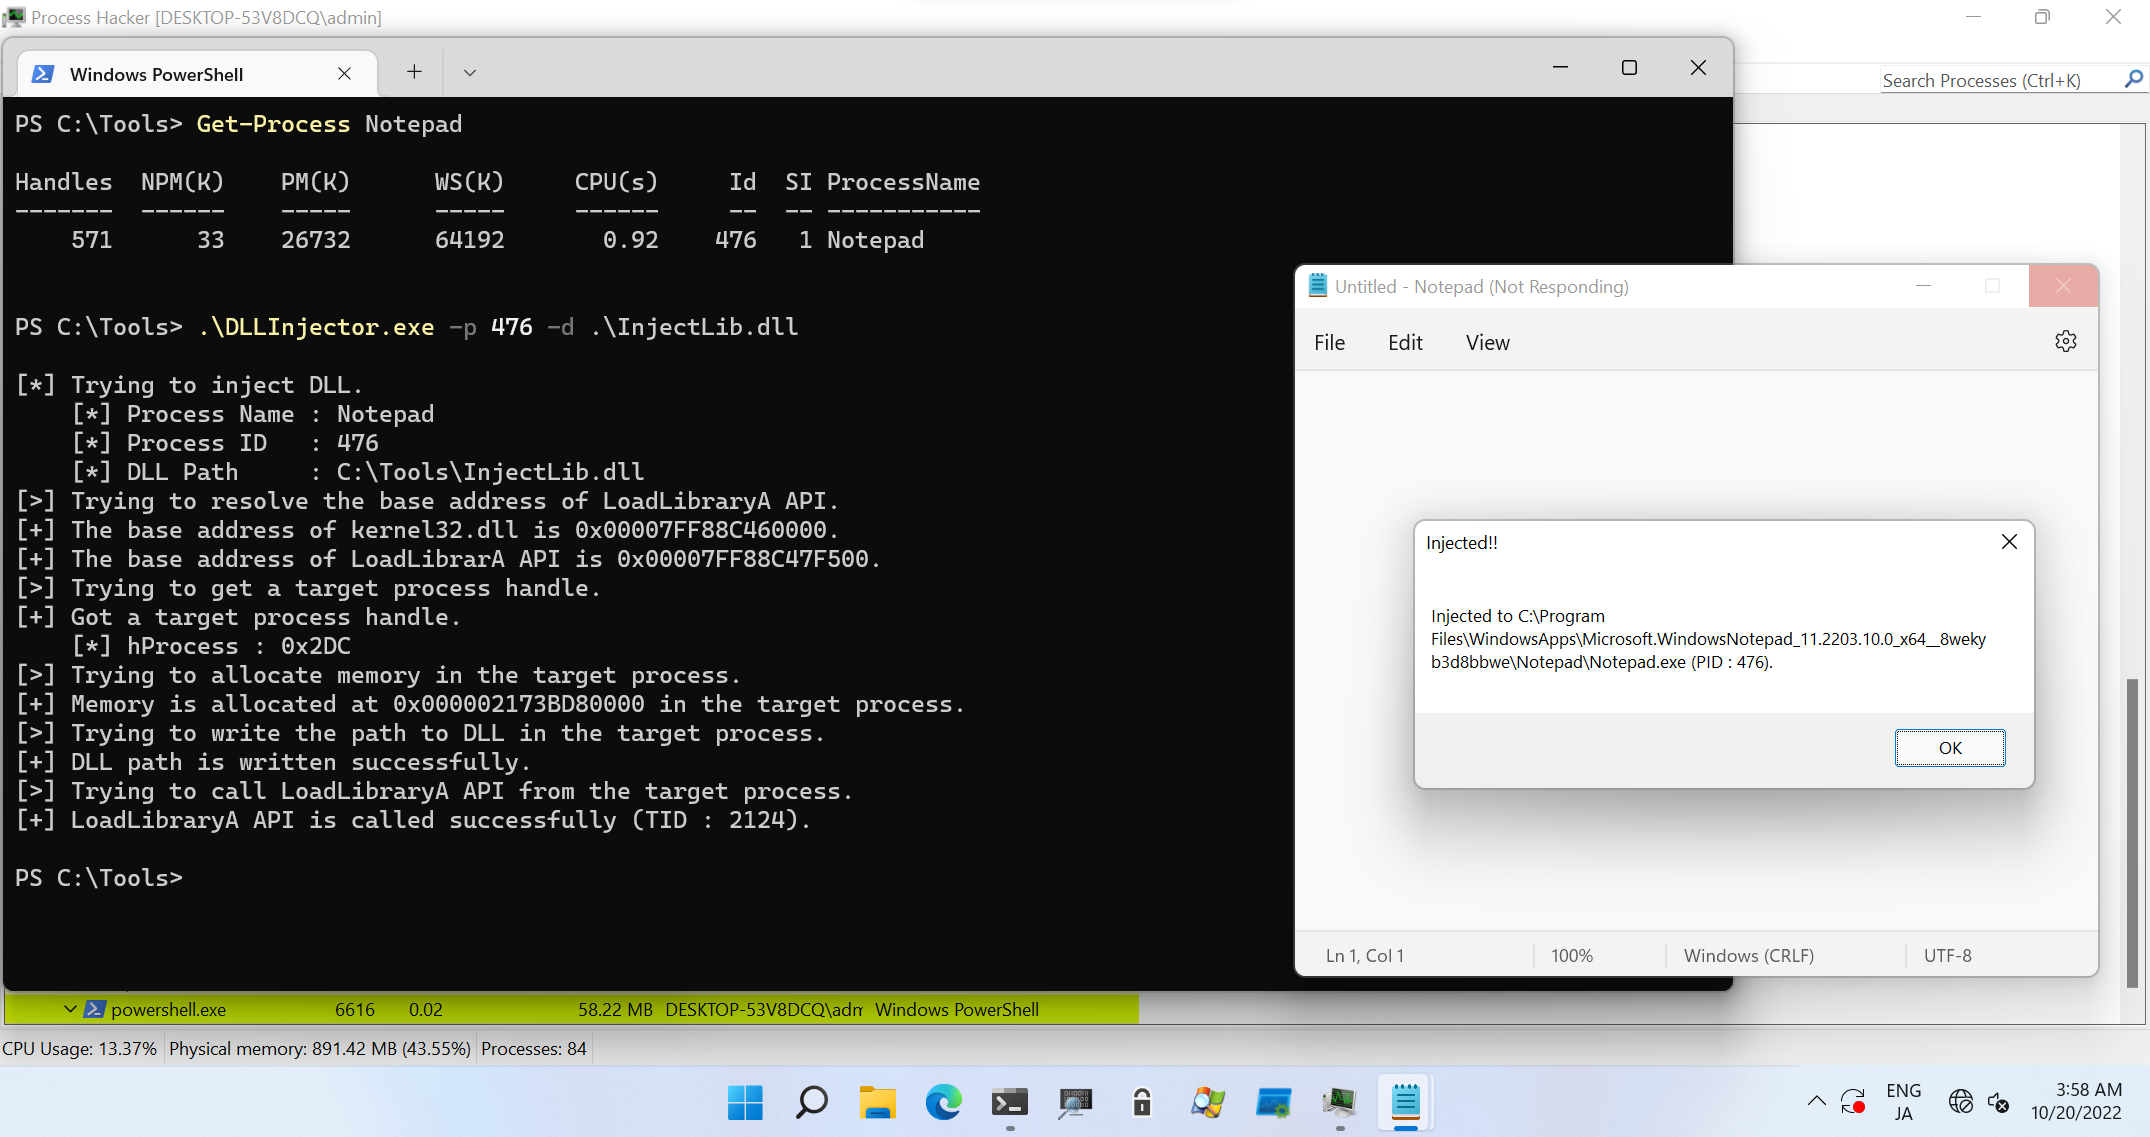 Process Hacker [DESKTOP-53V8DCQ\admin]
Windows PowerShell
Search Processes (Ctrl+K)
PS C:\Tools> Get-Process Notepad
Handles  NPM(K)    PM(K)      WS(K)     CPU(s)     Id  SI ProcessName
-------  ------    -----      -----     ------     --  -- -----------
    571      33    26732      64192       0.92    476   1 Notepad
PS C:\Tools> .\DLLInjector.exe -p 476 -d .\InjectLib.dll
[*] Trying to inject DLL.
    [*] Process Name : Notepad
    [*] Process ID   : 476
    [*] DLL Path     : C:\Tools\InjectLib.dll
[>] Trying to resolve the base address of LoadLibraryA API.
[+] The base address of kernel32.dll is 0x00007FF88C460000.
[+] The base address of LoadLibrarA API is 0x00007FF88C47F500.
[>] Trying to get a target process handle.
[+] Got a target process handle.
    [*] hProcess : 0x2DC
[>] Trying to allocate memory in the target process.
[+] Memory is allocated at 0x000002173BD80000 in the target process.
[>] Trying to write the path to DLL in the target process.
[+] DLL path is written successfully.
[>] Trying to call LoadLibraryA API from the target process.
[+] LoadLibraryA API is called successfully (TID : 2124).
PS C:\Tools>
Untitled - Notepad (Not Responding)
File Edit View
Injected!!
Injected to C:\Program
Files\WindowsApps\Microsoft.WindowsNotepad_11.2203.10.0_x64__8weky
b3d8bbwe\Notepad\Notepad.exe (PID : 476).
OK
Ln 1, Col 1 100% Windows (CRLF) UTF-8
powershell.exe 6616 0.02 58.22 MB DESKTOP-53V8DCQ\adm Windows PowerShell
CPU Usage: 13.37% Physical memory: 891.42 MB (43.55%) Processes: 84
ENG
JA
3:58 AM
10/20/2022